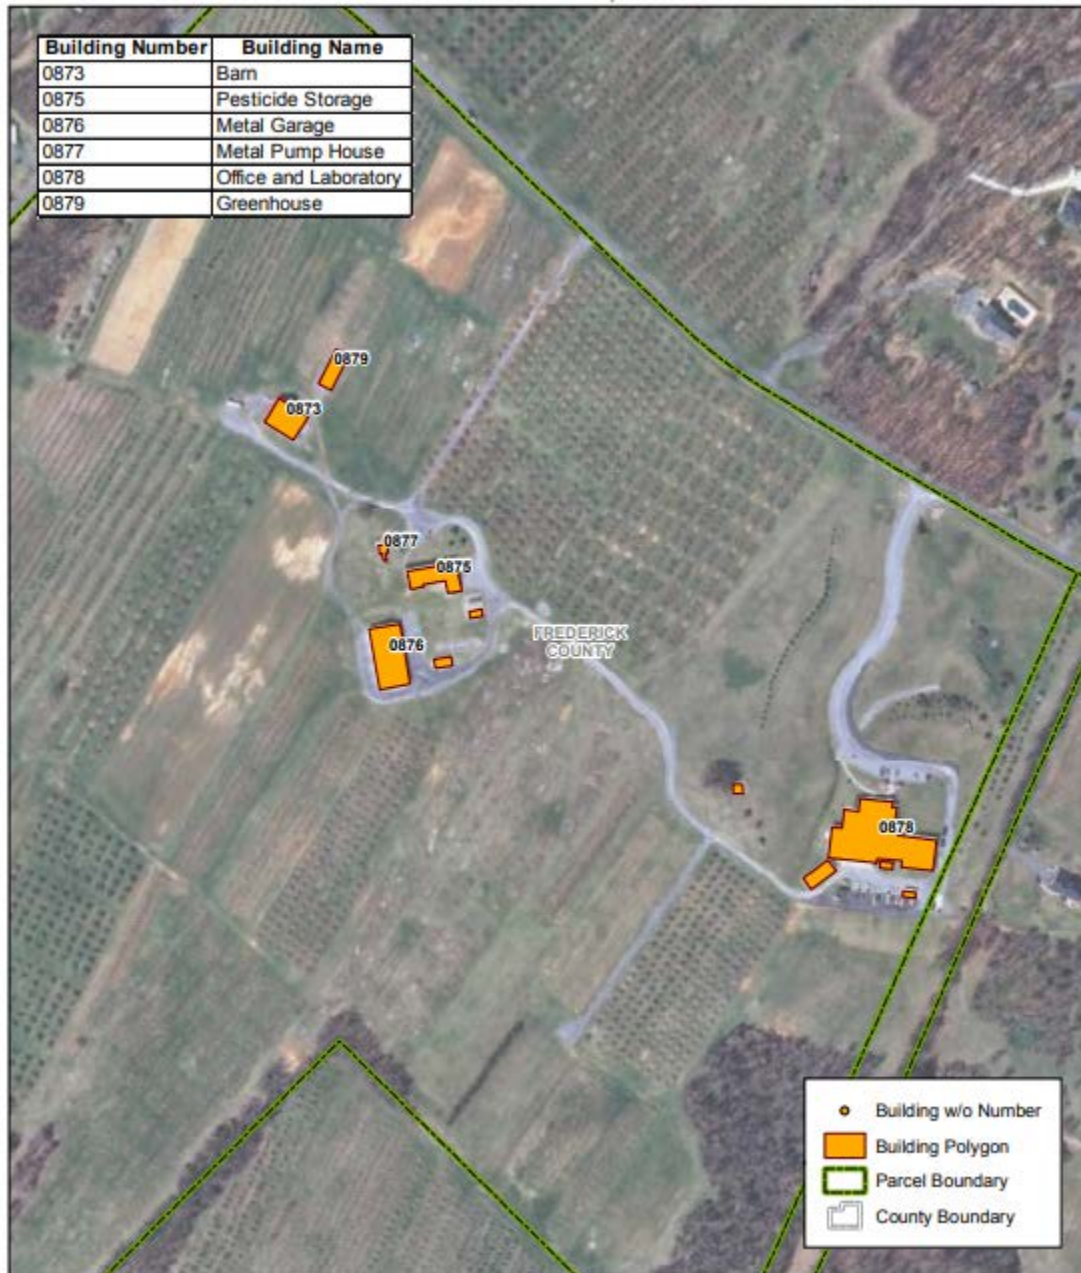 Building Number Building Name
0873 Barn
0875 Pesticide Storage
0876 Metal Garage
0877 Metal Pump House
0878 Office and Laboratory
0879 Greenhouse
0879
0873
0877
0875
FREDERICK
COUNTY
0876
0878
Building w/o Number
Building Polygon
Parcel Boundary
County Boundary